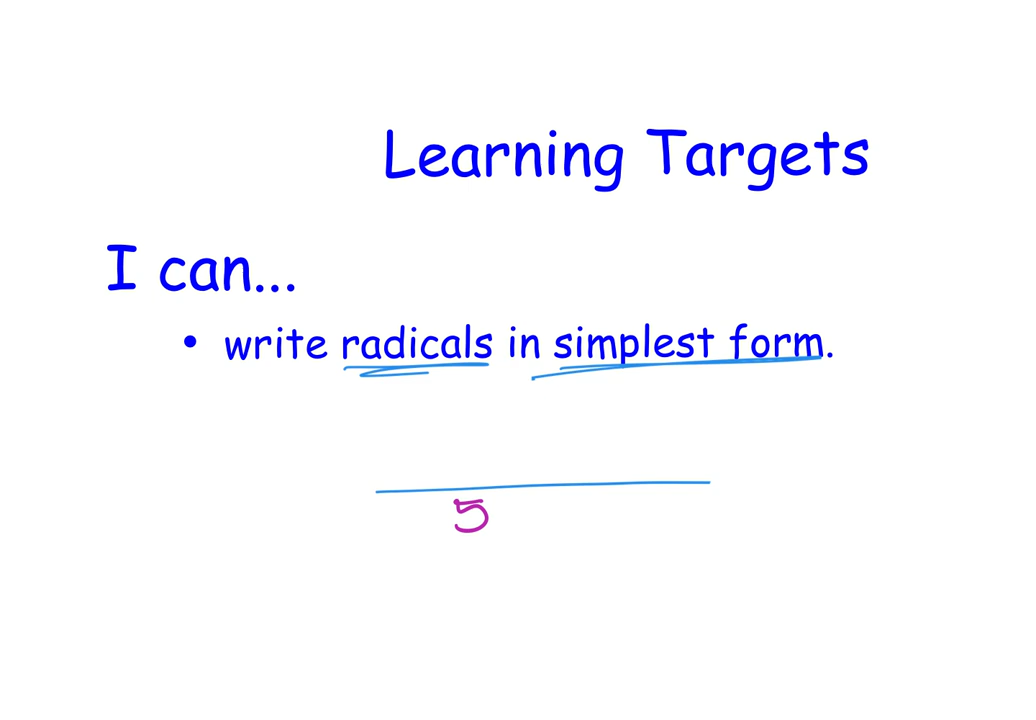 Learning Targets
I can...
• write radicals in simplest form.
5